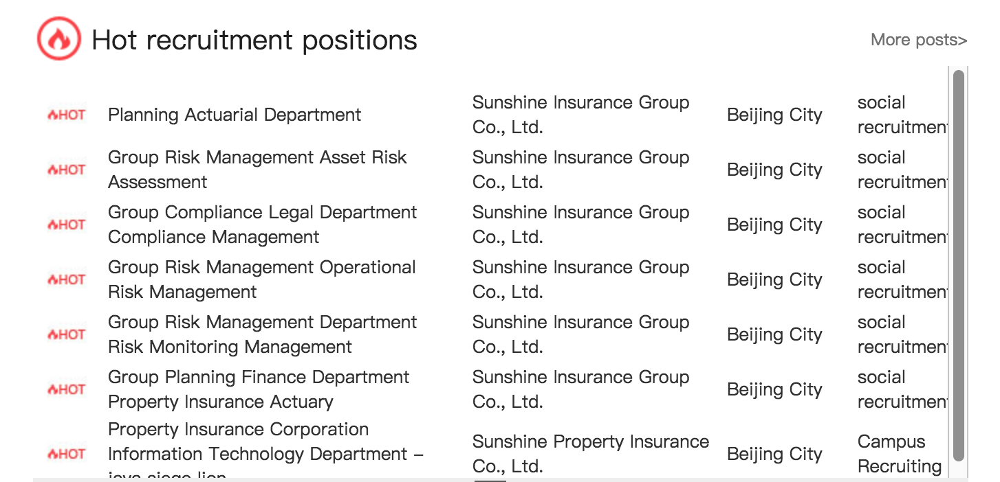 Hot recruitment positions
More posts>
HOT
Planning Actuarial Department
Sunshine Insurance Group
Co., Ltd.
Beijing City
social
recruitment
HOT
Group Risk Management Asset Risk
Assessment
Sunshine Insurance Group
Co., Ltd.
Beijing City
social
recruitment
HOT
Group Compliance Legal Department
Compliance Management
Sunshine Insurance Group
Co., Ltd.
Beijing City
social
recruitment
HOT
Group Risk Management Operational
Risk Management
Sunshine Insurance Group
Co., Ltd.
Beijing City
social
recruitment
HOT
Group Risk Management Department
Risk Monitoring Management
Sunshine Insurance Group
Co., Ltd.
Beijing City
social
recruitment
HOT
Group Planning Finance Department
Property Insurance Actuary
Sunshine Insurance Group
Co., Ltd.
Beijing City
social
recruitment
HOT
Property Insurance Corporation
Information Technology Department –
java siege lion
Sunshine Property Insurance
Co., Ltd.
Beijing City
Campus
Recruiting